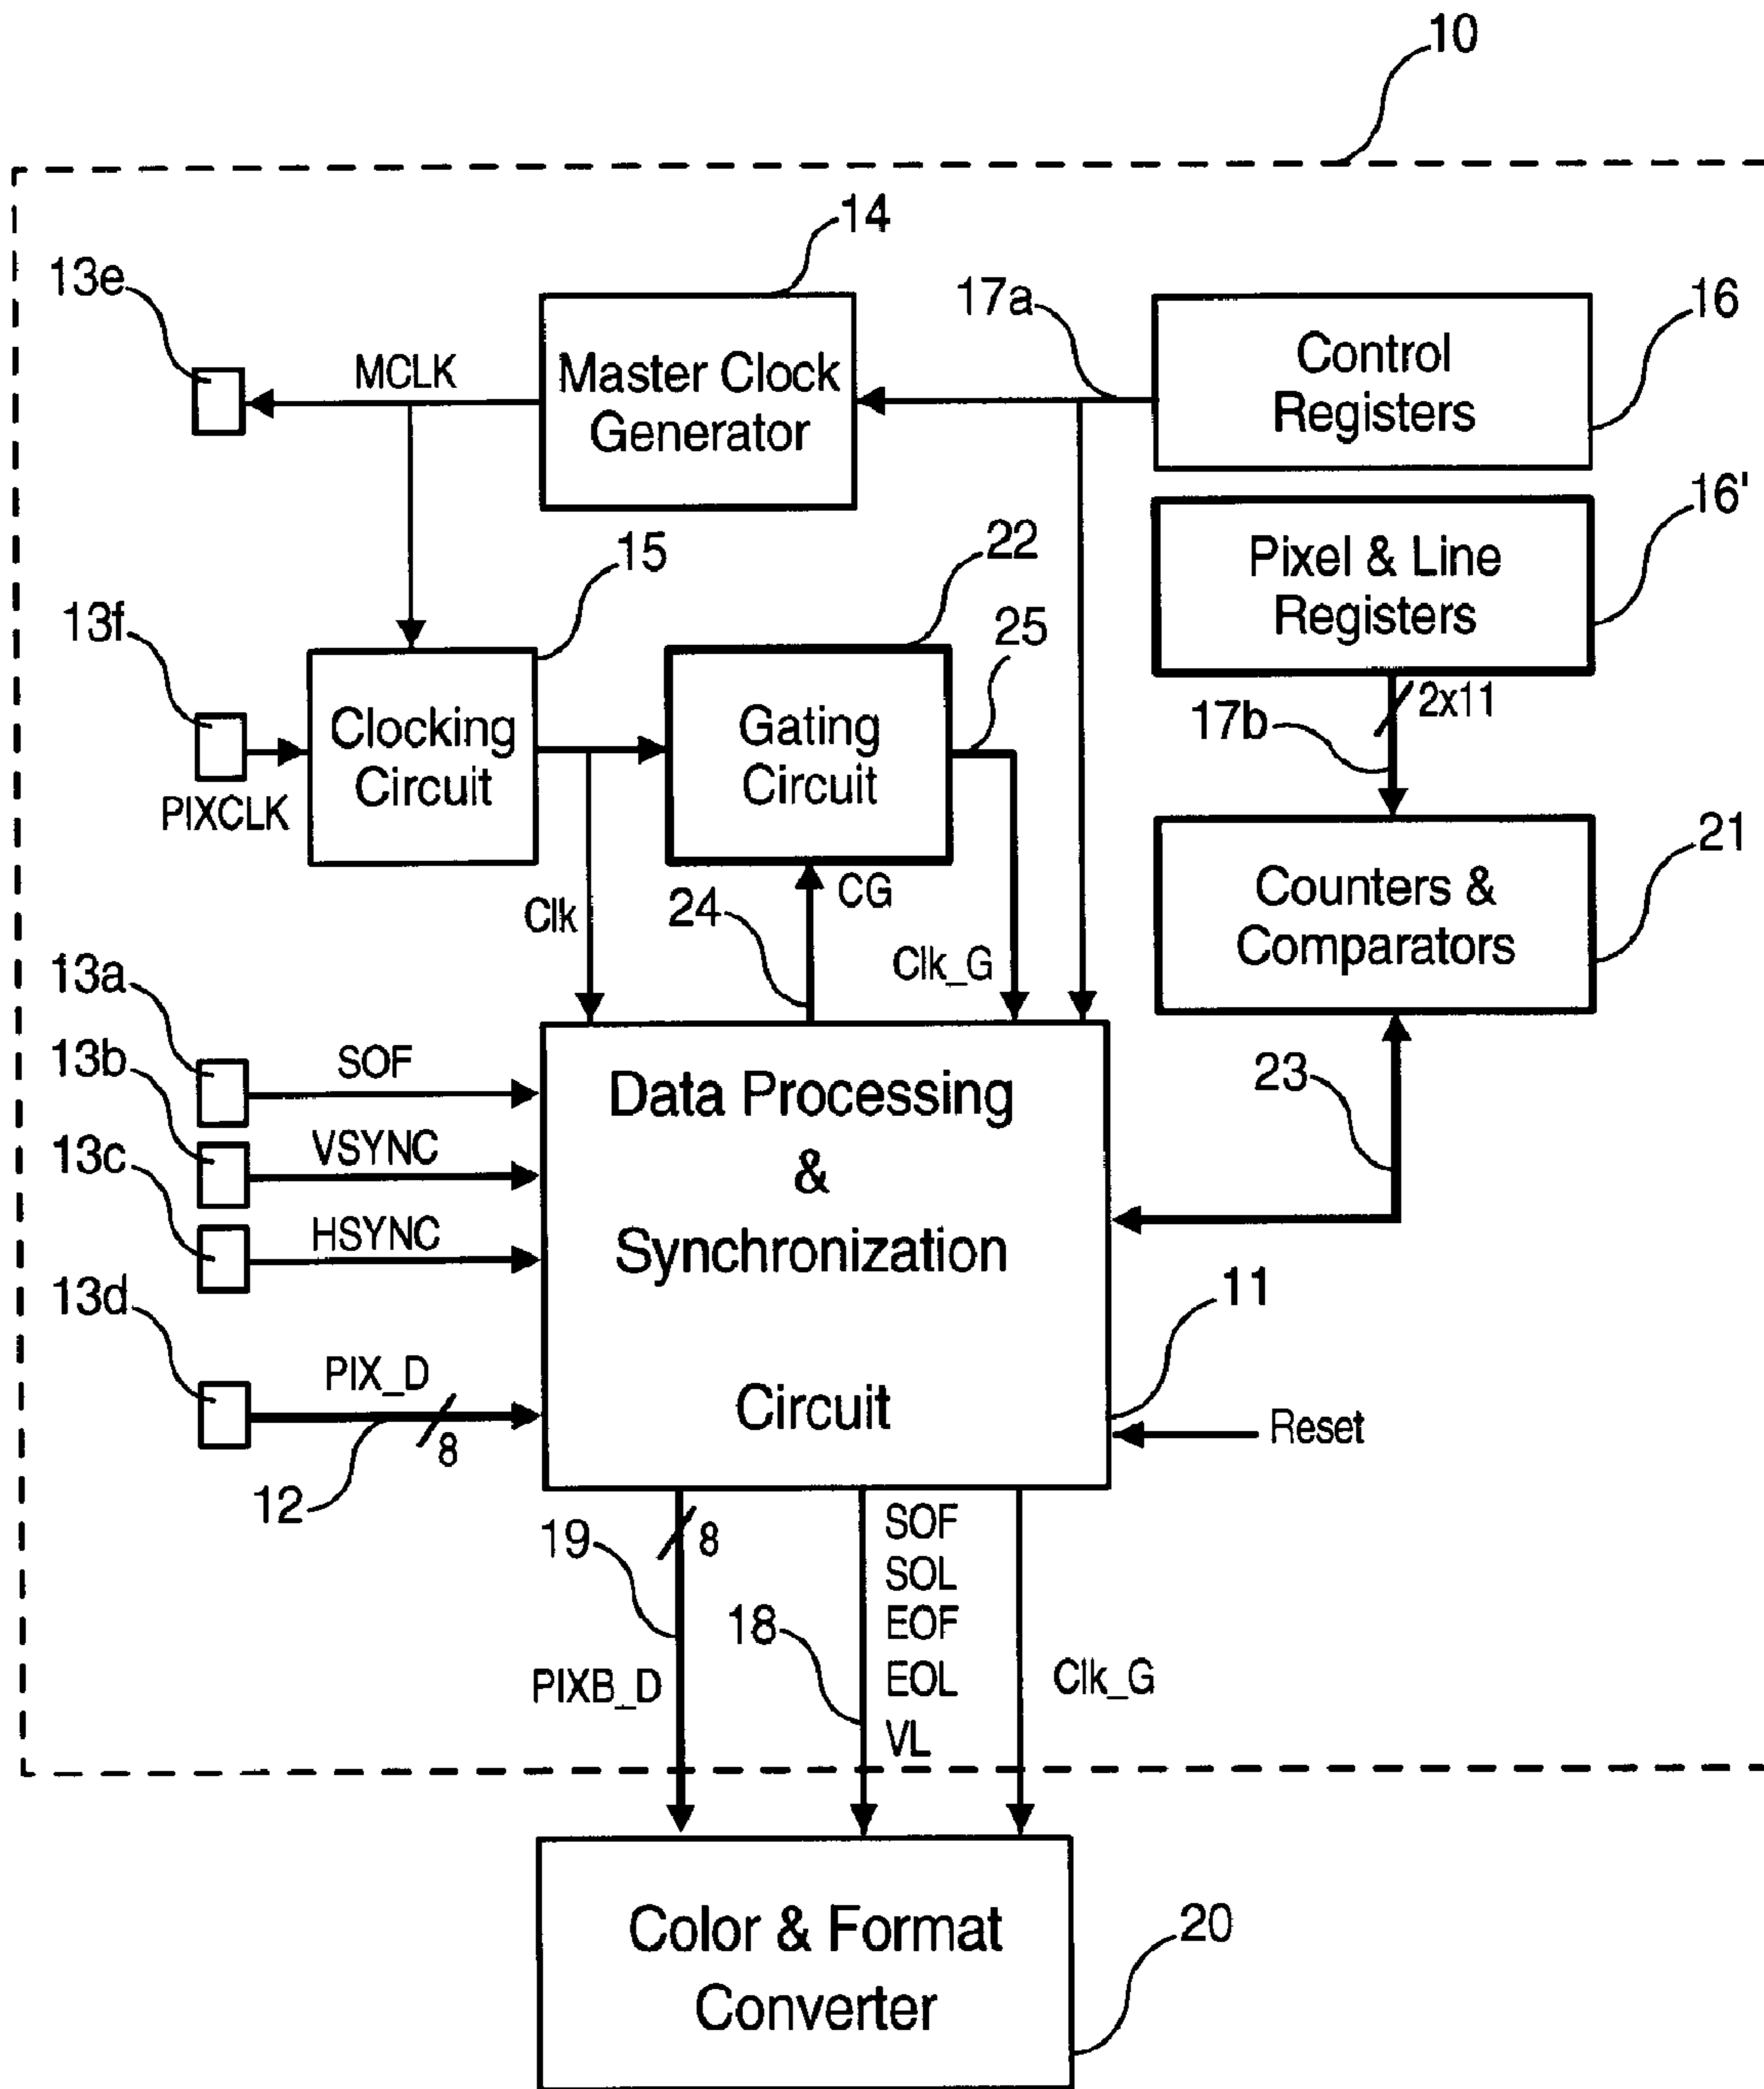 10
14
13e
17a
16
MCLK
Master Clock
Generator
Control
Registers
16'
15
22
Pixel & Line
Registers
13f
25
2x11
17b
Clocking
Circuit
Gating
Circuit
PIXCLK
21
Counters &
Comparators
Clk
24
CG
Clk_G
13a
SOF
13b
VSYNC
13c
HSYNC
13d
PIX_D
8
12
Data Processing
&
Synchronization
Circuit
23
11
Reset
19
8
18
SOF
SOL
EOF
EOL
VL
PIXB_D
Clk_G
Color & Format
Converter
20